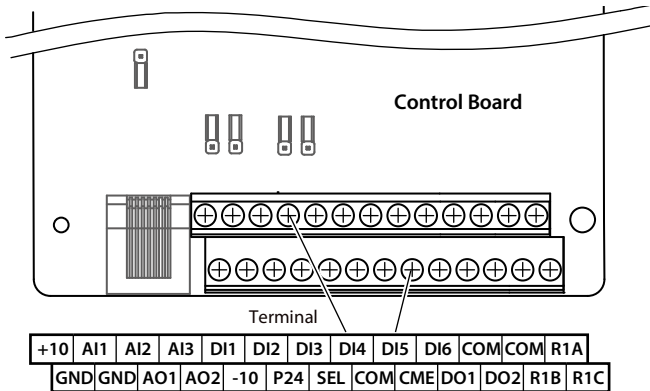 Control Board
Terminal
+10 AI1 AI2 AI3 DI1 DI2 DI3 DI4 DI5 DI6 COM COM R1A
GND GND AO1 AO2 -10 P24 SEL COM CME DO1 DO2 R1B R1C